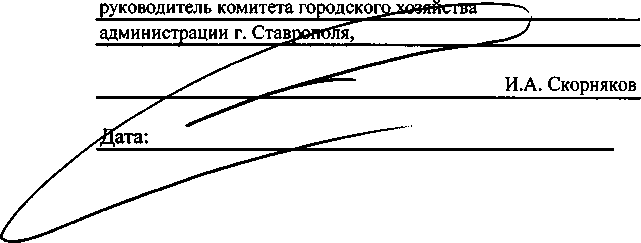 руководитель комитета городского хозяйства
администрации г. Ставрополя,
И.А. Скорняков
Дата: